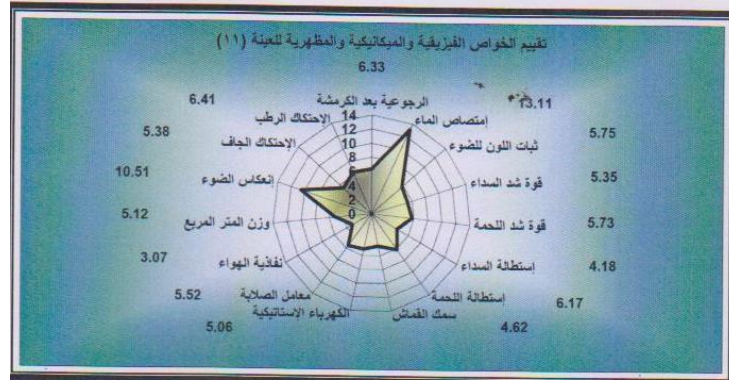 تقييم الخواص الفيزيقية والميكانيكية والمظهرية للعينة (١١)
6.33
الرجوعية بعد الكرمشة
13.11
إمتصاص الماء
5.75
ثبات اللون للضوء
5.35
قوة شد السداء
5.73
قوة شد اللحمة
4.18
إستطالة السداء
6.17
إستطالة اللحمة
4.62
سمك القماش
5.06
الكهرباء الإستاتيكية
5.52
معامل الصلابة
3.07
نفاذية الهواء
5.12
وزن المتر المربع
10.51
إنعكاس الضوء
5.38
الإحتكاك الجاف
6.41
الإحتكاك الرطب
14
12
10
8
6
4
2
0